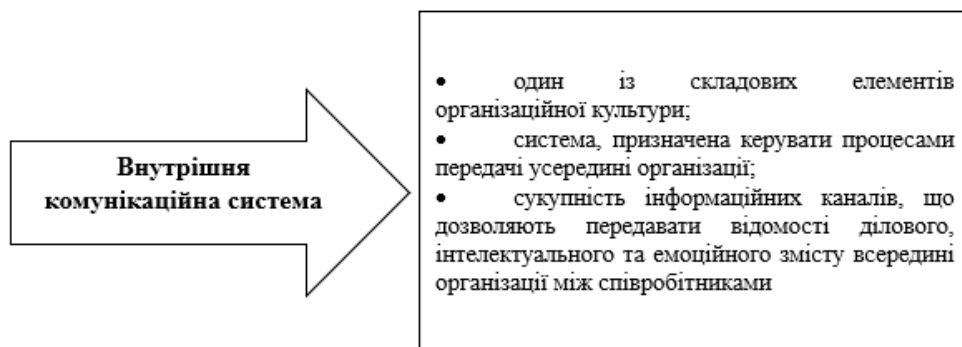 Внутрішня
комунікаційна система
• один із складових елементів
організаційної культури;
• система, призначена керувати процесами
передачі усередині організації;
• сукупність інформаційних каналів, що
дозволяють передавати відомості ділового,
інтелектуального та емоційного змісту всередині
організації між співробітниками